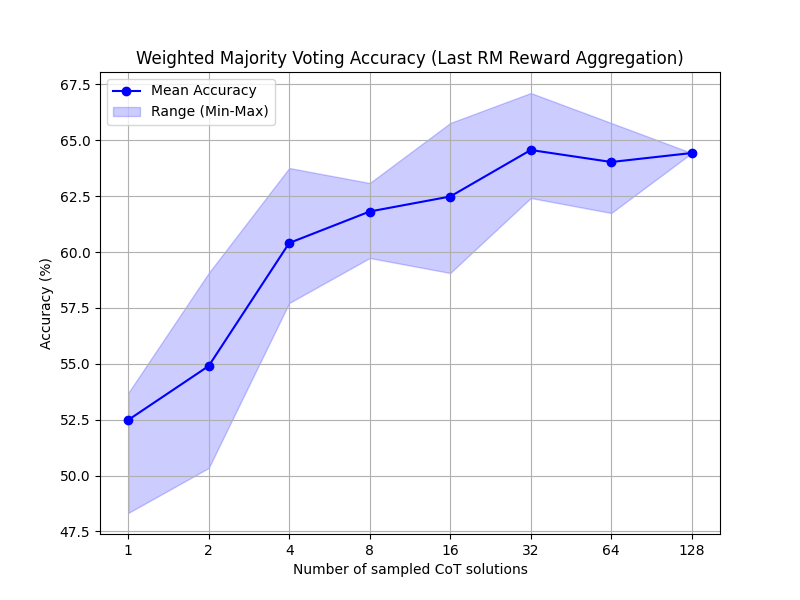 Weighted Majority Voting Accuracy (Last RM Reward Aggregation)
Mean Accuracy
Range (Min-Max)
Accuracy (%)
67.5
65.0
62.5
60.0
57.5
55.0
52.5
50.0
47.5
1 2 4 8 16 32 64 128
Number of sampled CoT solutions